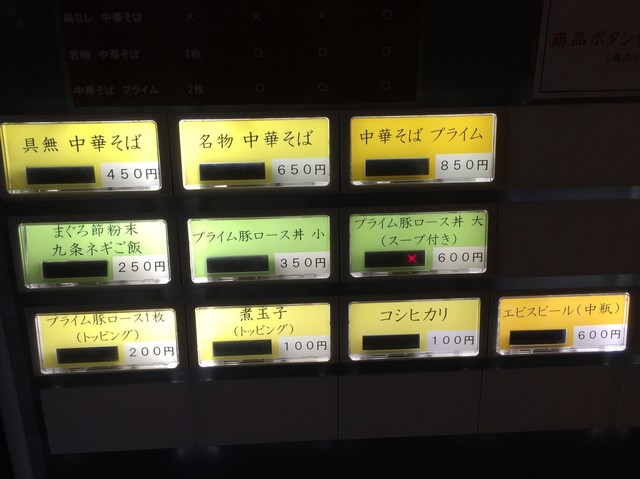 具なし 中華そば × × × ○
名物 中華そば 1枚 ○ ○ ○
中華そば プライム 2枚 ○ ○ ○
商品ボタン
具無 中華そば
450円
名物 中華そば
650円
中華そば プライム
850円
まぐろ節粉末
九条ネギご飯
250円
プライム豚ロース丼 小
350円
プライム豚ロース丼 大
(スープ付き)
× 600円
プライム豚ロース1枚
(トッピング)
200円
煮玉子
(トッピング)
100円
コシヒカリ
100円
エビスビール(中瓶)
600円